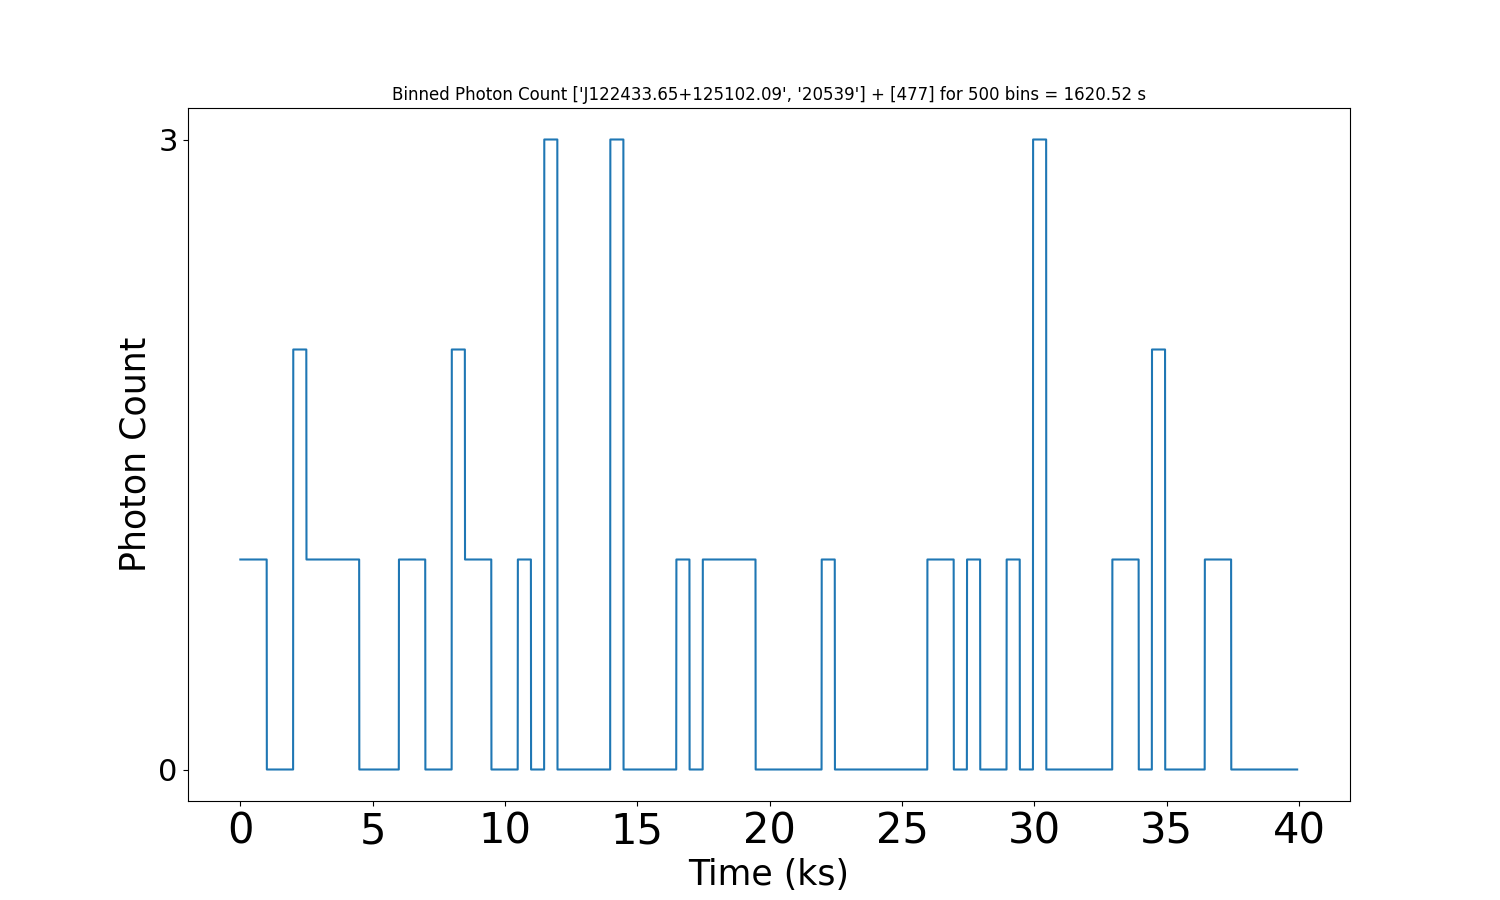 Binned Photon Count ['J122433.65+125102.09', '20539'] + [477] for 500 bins = 1620.52 s
3
Photon Count
0
0 5 10 15 20 25 30 35 40
Time (ks)